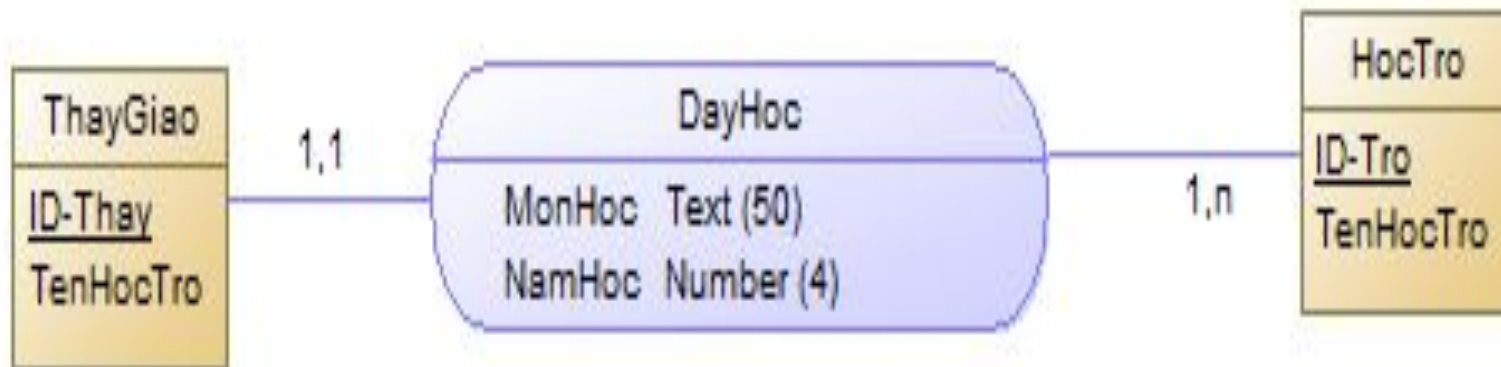 ThayGiao
ID-Thay
TenHocTro
1,1
DayHoc
MonHoc Text (50)
NamHoc Number (4)
1,n
HocTro
ID-Tro
TenHocTro